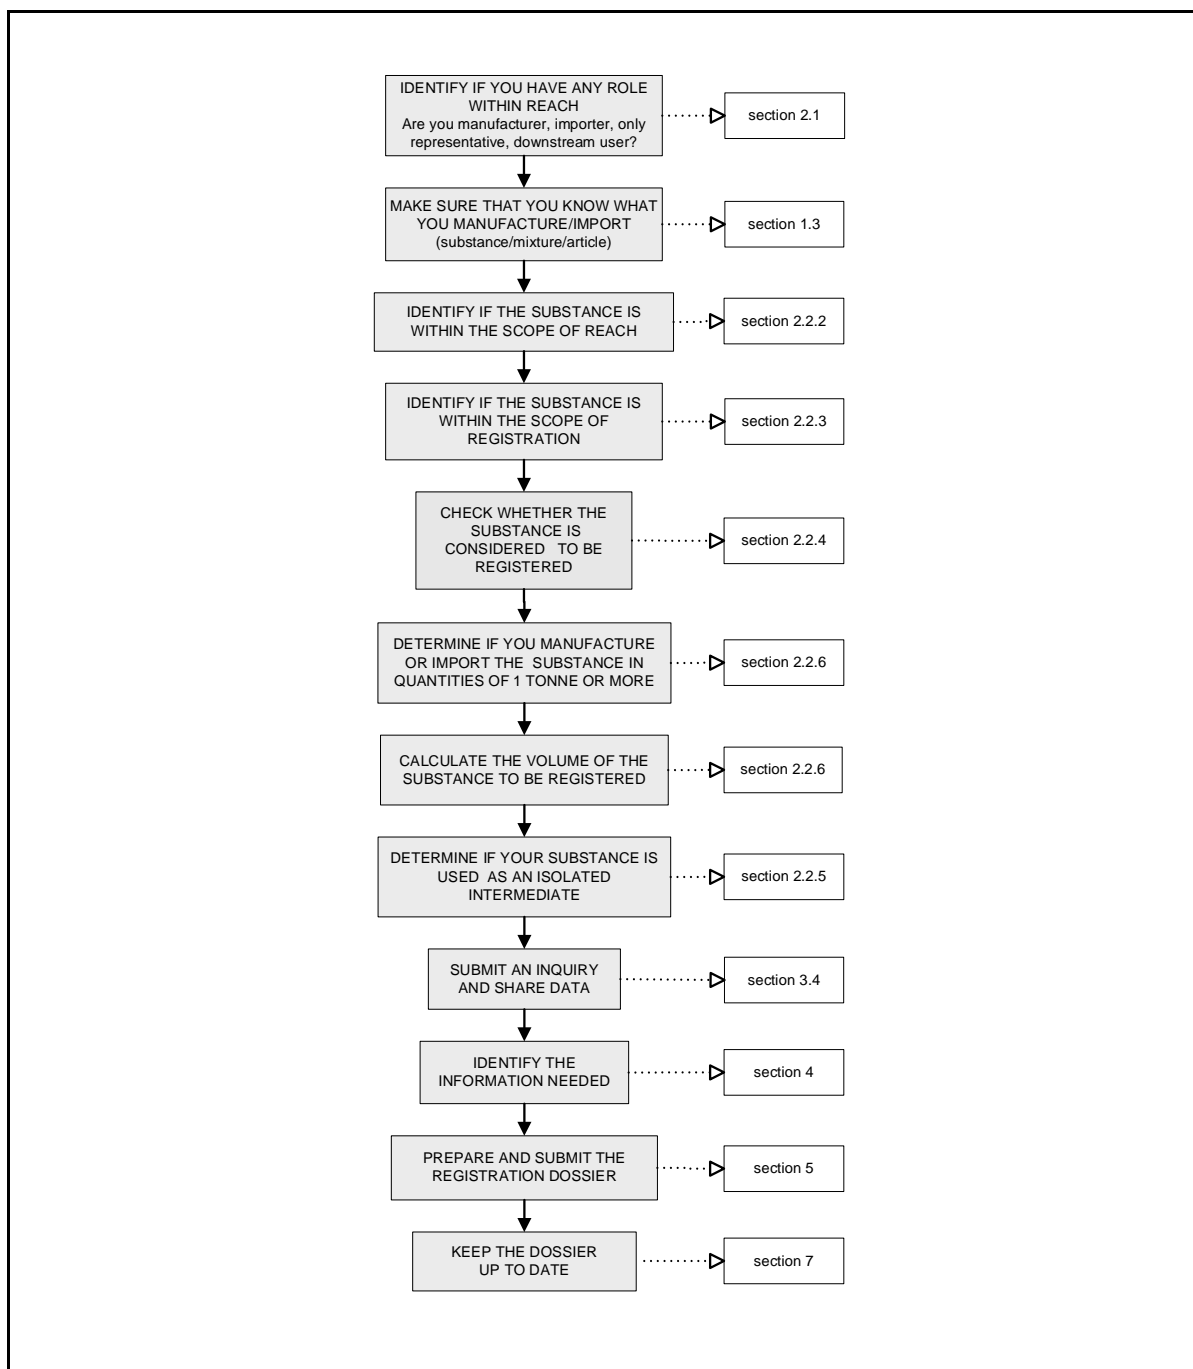 IDENTIFY IF YOU HAVE ANY ROLE
WITHIN REACH
Are you manufacturer, importer, only
representative, downstream user?
section 2.1
MAKE SURE THAT YOU KNOW WHAT
YOU MANUFACTURE/IMPORT
(substance/mixture/article)
section 1.3
IDENTIFY IF THE SUBSTANCE IS
WITHIN THE SCOPE OF REACH
section 2.2.2
IDENTIFY IF THE SUBSTANCE IS
WITHIN THE SCOPE OF
REGISTRATION
section 2.2.3
CHECK WHETHER THE
SUBSTANCE IS
CONSIDERED TO BE
REGISTERED
section 2.2.4
DETERMINE IF YOU MANUFACTURE
OR IMPORT THE SUBSTANCE IN
QUANTITIES OF 1 TONNE OR MORE
section 2.2.6
CALCULATE THE VOLUME OF THE
SUBSTANCE TO BE REGISTERED
section 2.2.6
DETERMINE IF YOUR SUBSTANCE IS
USED AS AN ISOLATED
INTERMEDIATE
section 2.2.5
SUBMIT AN INQUIRY
AND SHARE DATA
section 3.4
IDENTIFY THE
INFORMATION NEEDED
section 4
PREPARE AND SUBMIT THE
REGISTRATION DOSSIER
section 5
KEEP THE DOSSIER
UP TO DATE
section 7